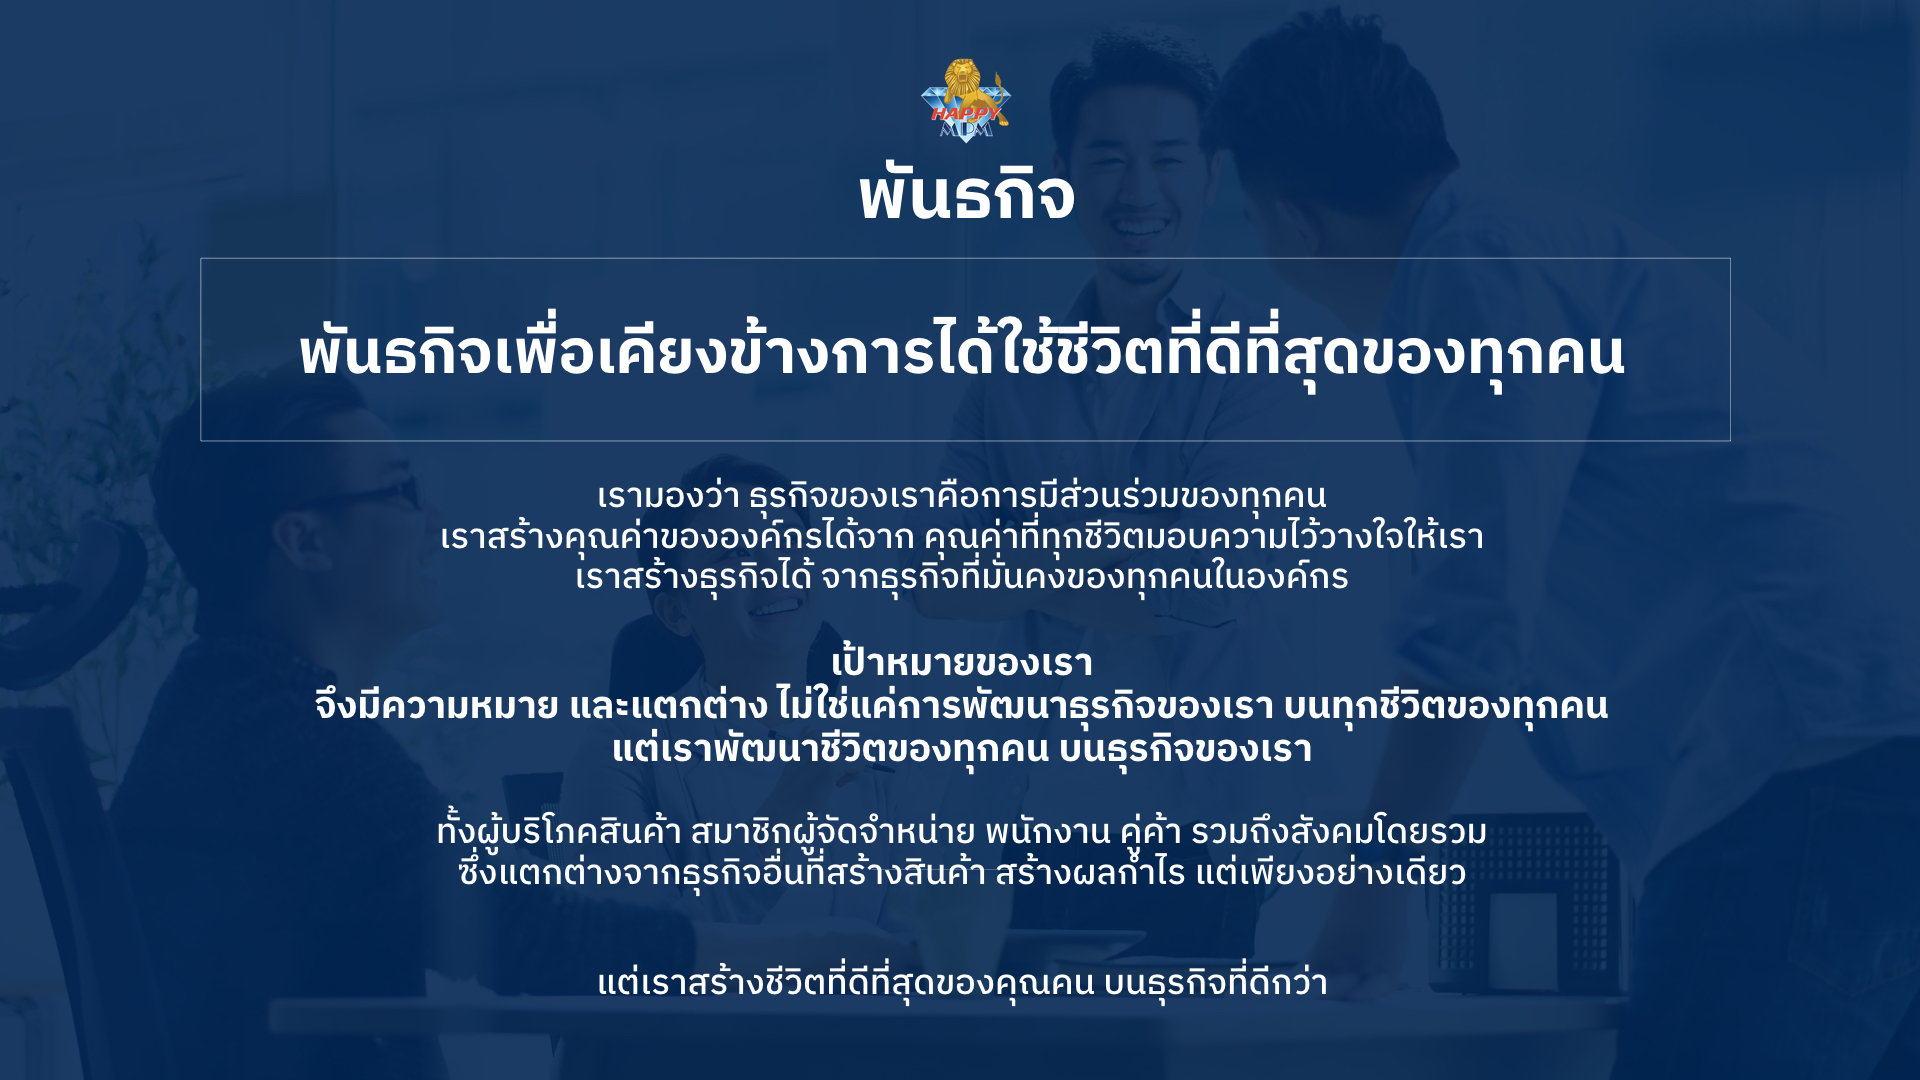 HAPPY
MPM
พันธกิจ
พันธกิจเพื่อเคียงข้างการได้ใช้ชีวิตที่ดีที่สุดของทุกคน
เรามองว่า ธุรกิจของเราคือการมีส่วนร่วมของทุกคน
เราสร้างคุณค่าขององค์กรได้จาก คุณค่าที่ทุกชีวิตมอบความไว้วางใจให้เรา
เราสร้างธุรกิจได้ จากธุรกิจที่มั่นคงของทุกคนในองค์กร
เป้าหมายของเรา
จึงมีความหมาย และแตกต่าง ไม่ใช่แค่การพัฒนาธุรกิจของเรา บนทุกชีวิตของทุกคน
แต่เราพัฒนาชีวิตของทุกคน บนธุรกิจของเรา
ทั้งผู้บริโภคสินค้า สมาชิกผู้จัดจำหน่าย พนักงาน คู่ค้า รวมถึงสังคมโดยรวม
ซึ่งแตกต่างจากธุรกิจอื่นที่สร้างสินค้า สร้างผลกำไร แต่เพียงอย่างเดียว
แต่เราสร้างชีวิตที่ดีที่สุดของคุณคน บนธุรกิจที่ดีกว่า